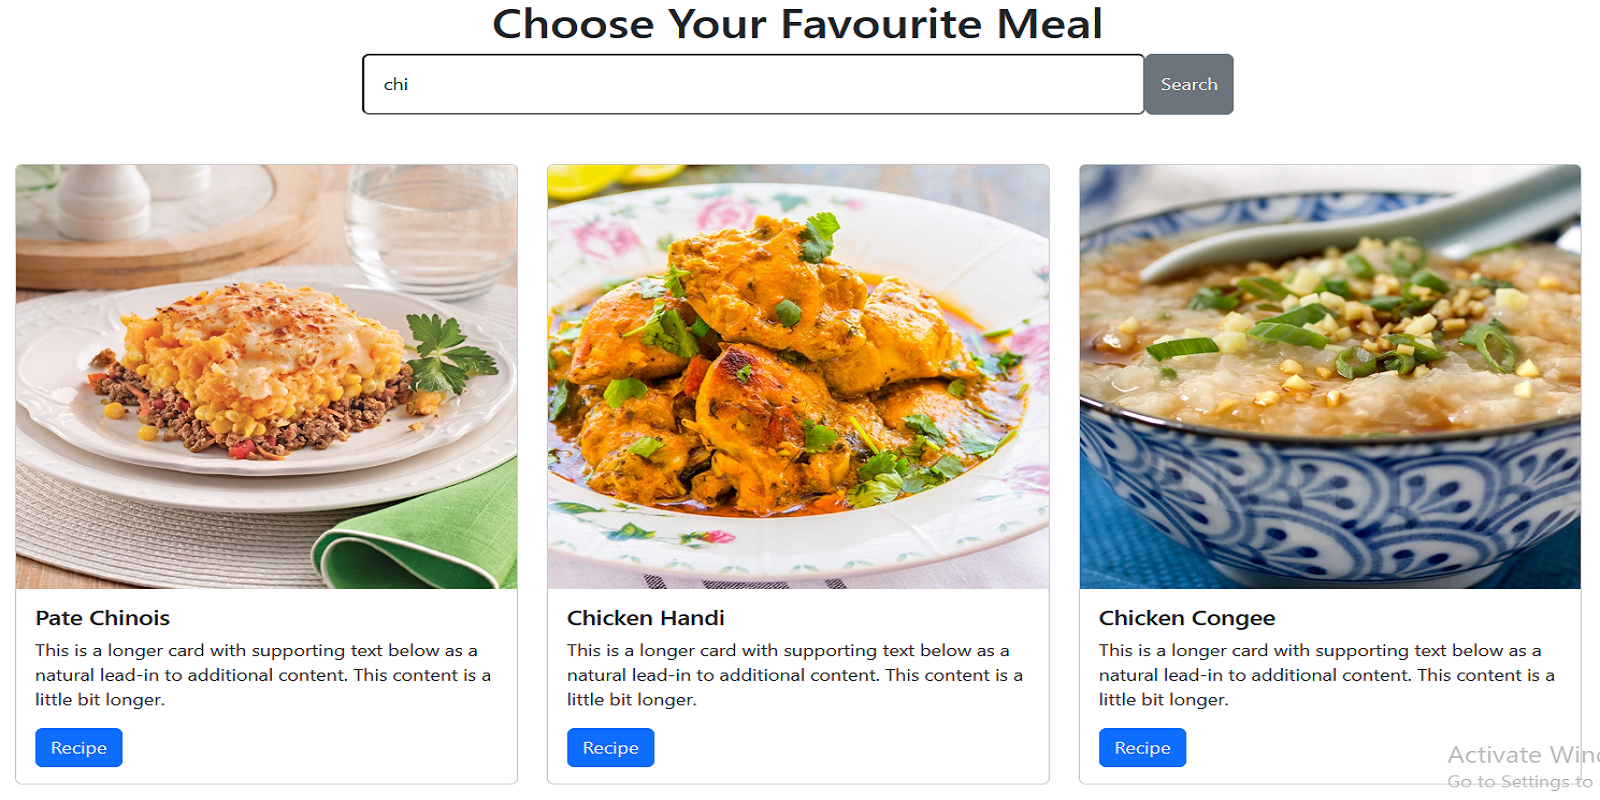 Choose Your Favourite Meal
chi
Search
Pate Chinois
This is a longer card with supporting text below as a
natural lead-in to additional content. This content is a
little bit longer.
Recipe
Chicken Handi
This is a longer card with supporting text below as a
natural lead-in to additional content. This content is a
little bit longer.
Recipe
Chicken Congee
This is a longer card with supporting text below as a
natural lead-in to additional content. This content is a
little bit longer.
Recipe
Activate Win
Go to Settings to